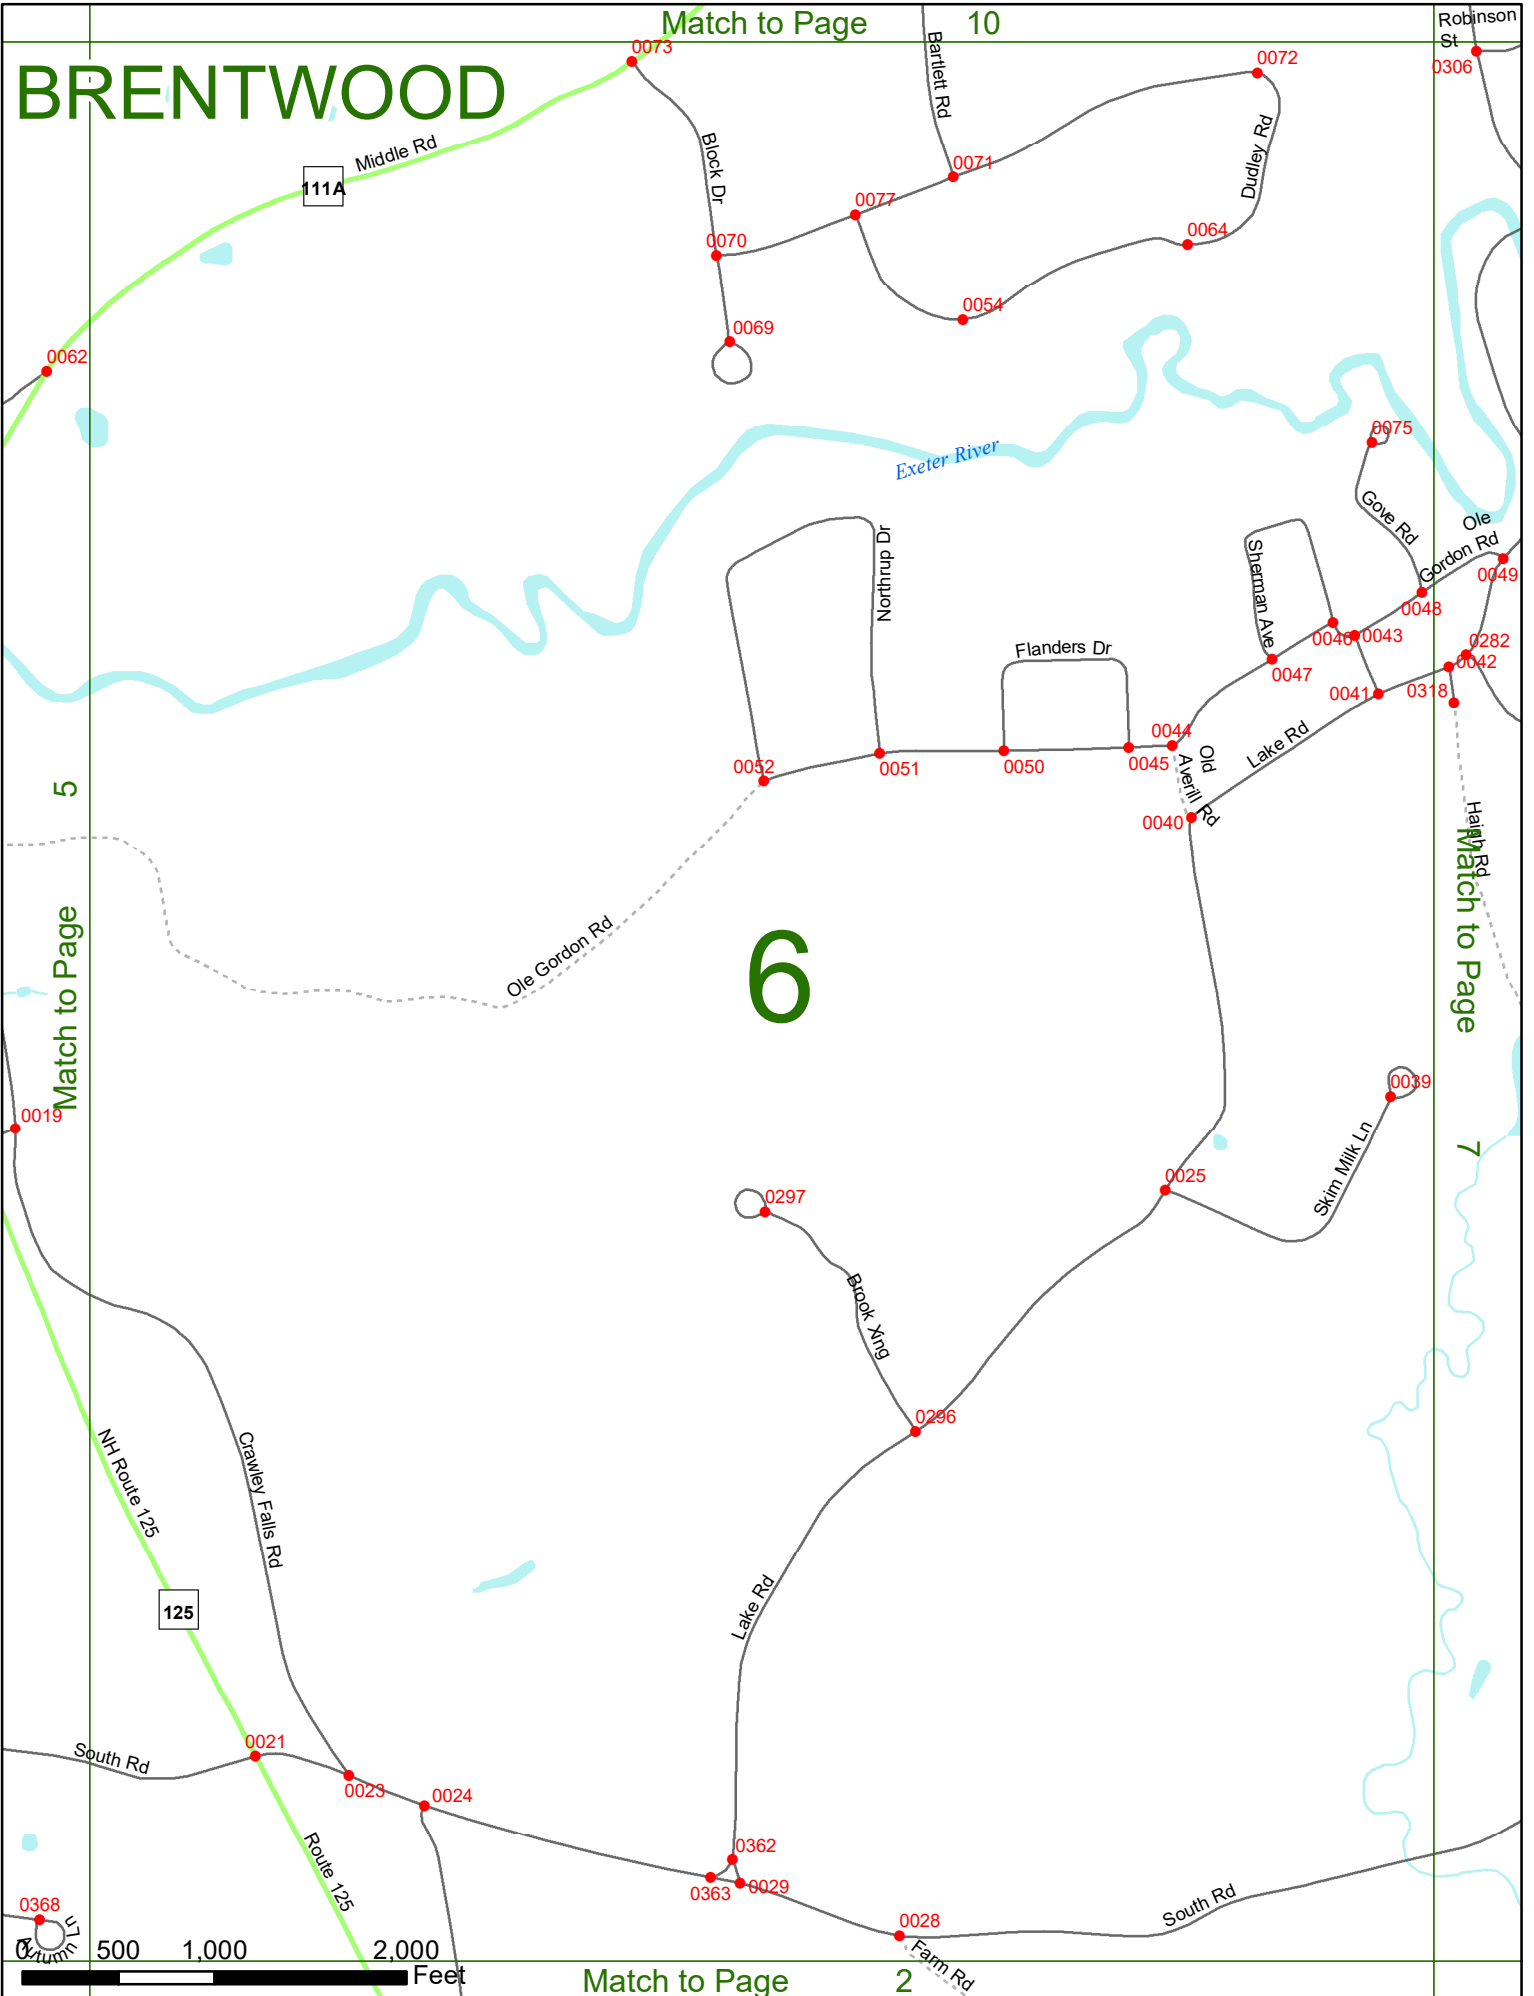 Match to Page 10
Robinson
St
0306
BRENTWOOD
0073
0072
Bartlett Rd
Middle Rd
111A
Block Dr
Dudley Rd
0071
0077
0070
0064
0054
0069
0062
Exeter River
0075
Gove Rd
Ole
Gordon Rd
0049
Northrup Dr
Sherman Ave
0048
0046
0043
0282
0042
Flanders Dr
0047
0041
0318
0044
Old
Averill Rd
Lake Rd
0052
0051
0050
0045
0040
Haigh Rd
Match to Page 5
Match to Page 7
Ole Gordon Rd
6
0019
0039
Skim Milk Ln
0025
0297
Brook Xing
0296
NH Route 125
Crawley Falls Rd
125
Lake Rd
0021
South Rd
0023
0024
Route 125
0362
0363
0029
0368
Autumn Ln
0028
South Rd
Farm Rd
0 500 1,000 2,000
Feet
Match to Page 2